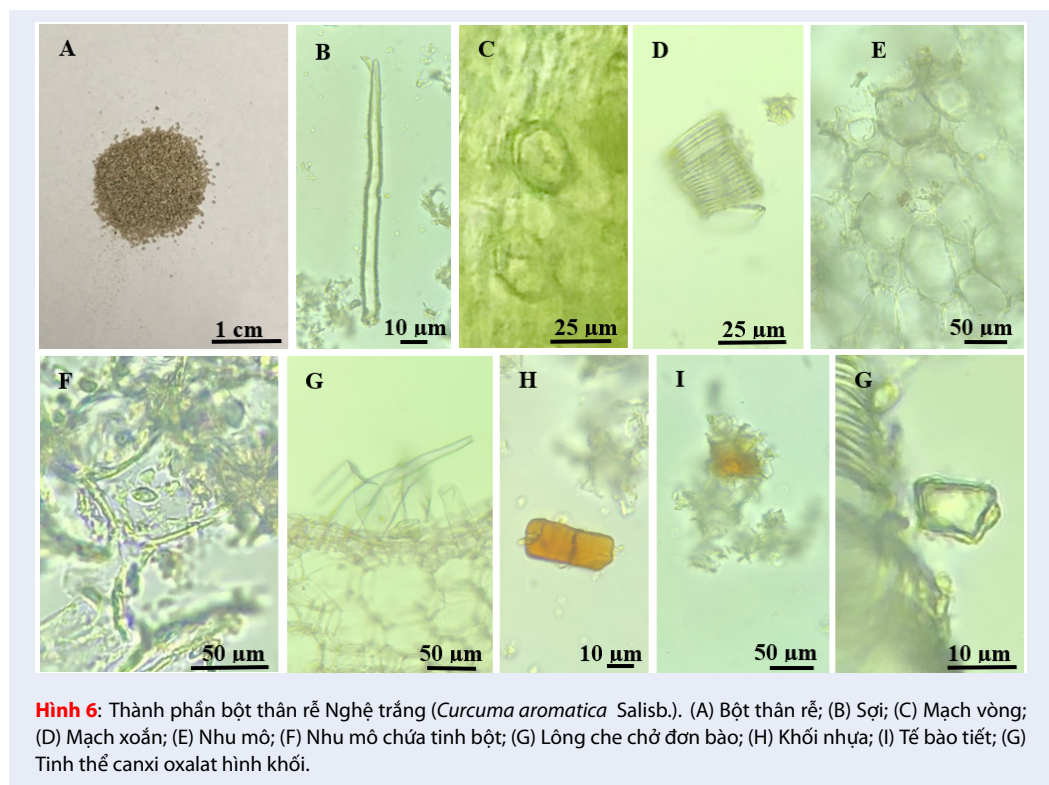 A
B
C
D
E
1 cm
10 µm
25 µm
25 µm
50 µm
F
G
H
I
G
50 µm
50 µm
10 µm
50 µm
10 µm
Hình 6: Thành phần bột thân rễ Nghệ trắng (Curcuma aromatica Salisb.). (A) Bột thân rễ; (B) Sợi; (C) Mạch vòng;
(D) Mạch xoắn; (E) Nhu mô; (F) Nhu mô chứa tinh bột; (G) Lông che chở đơn bào; (H) Khối nhựa; (I) Tế bào tiết; (G)
Tinh thể canxi oxalat hình khối.